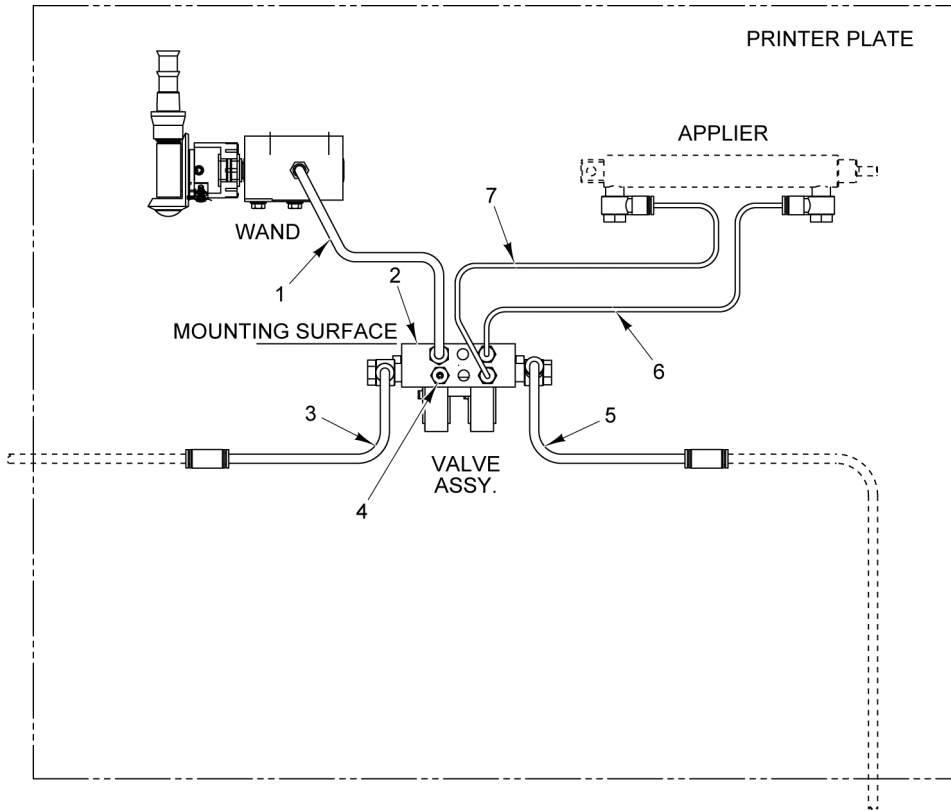 PRINTER PLATE
APPLIER
7
WAND
1
2
MOUNTING SURFACE
6
3
5
VALVE
ASSY.
4